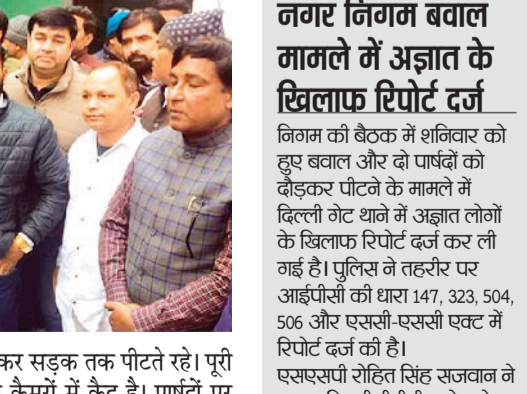 नगर निगम बवाल
मामले में अज्ञात के
खिलाफ रिपोर्ट दर्ज
निगम की बैठक में शनिवार को
हुए बवाल और दो पार्षदों को
दौड़कर पीटने के मामले में
दिल्ली गेट थाने में अज्ञात लोगों
के खिलाफ रिपोर्ट दर्ज कर ली
गई है। पुलिस ने तहरीर पर
आईपीसी की धारा 147, 323, 504,
506 और एससी-एससी एक्ट में
रिपोर्ट दर्ज की है।
एसएसपी रोहित सिंह सजवान ने
कर सड़क तक पीटते रहे। पूरी
कैमरों में कैद है। पार्षदों पर